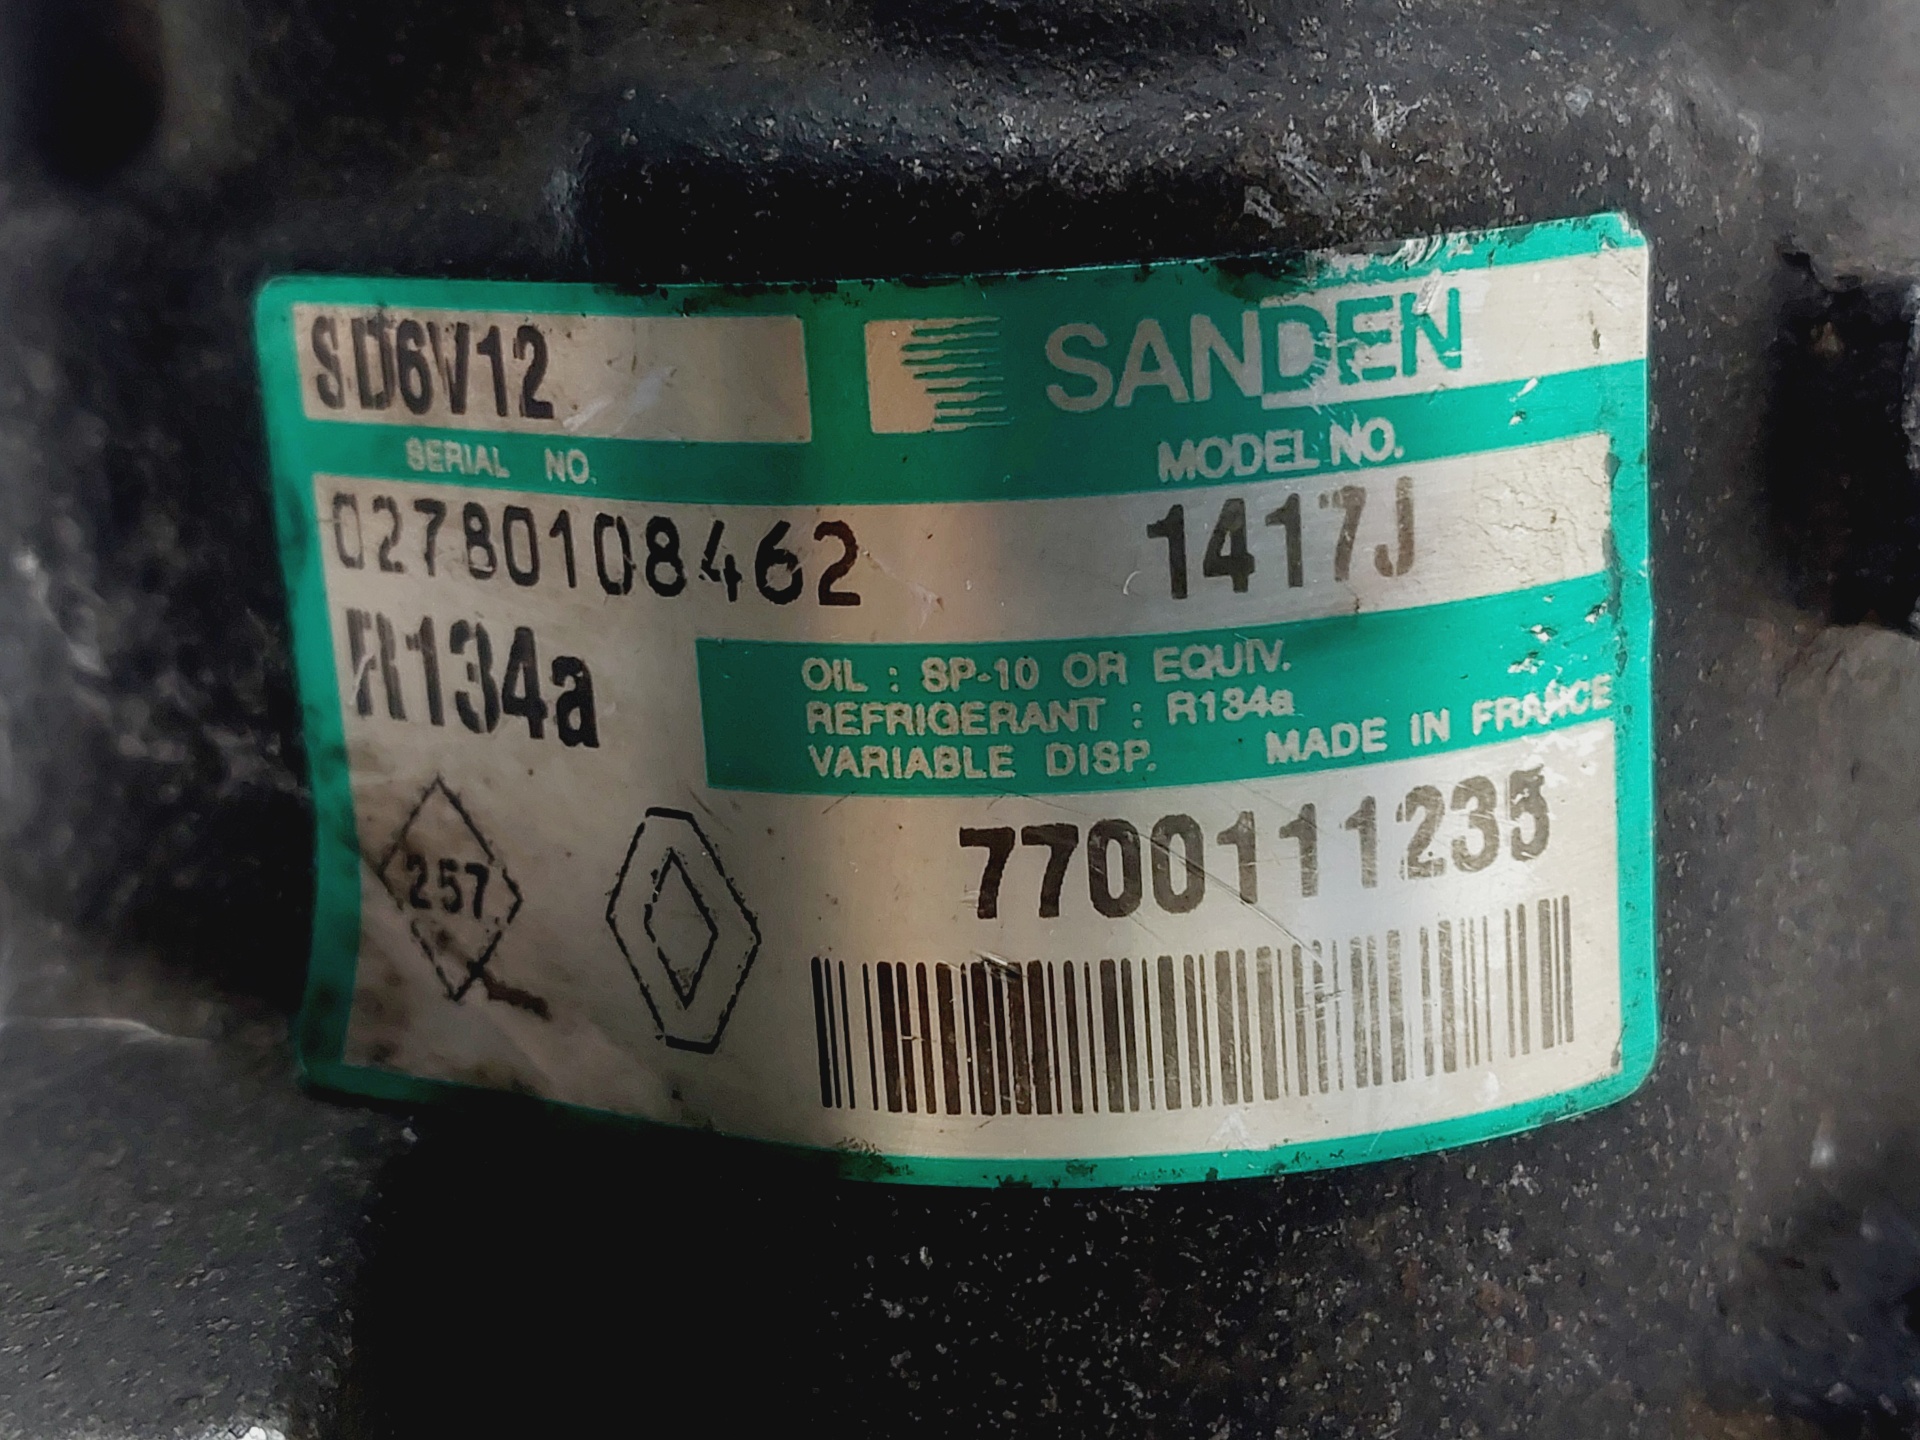 SD6V12
SANDEN
SERIAL NO.
MODEL NO.
02780108462
1417J
R134a
OIL : SP-10 OR EQUIV.
REFRIGERANT : R134a
VARIABLE DISP.
MADE IN FRANCE
7700111235
257